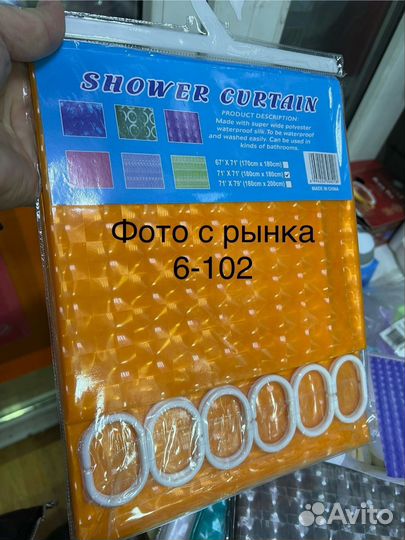 SHOWER CURTAIN
PRODUCT DESCRIPTION:
Made with super wide polyester
waterproof silk. To be waterproof
and washed easily. Can be used in
kinds of bathrooms.
67' X 71' (170cm x 180cm)
71' X 71' (180cm x 180cm)
71' X 79' (180cm x 200cm)
MADE IN CHINA
Фото с рынка
6-102
Avito